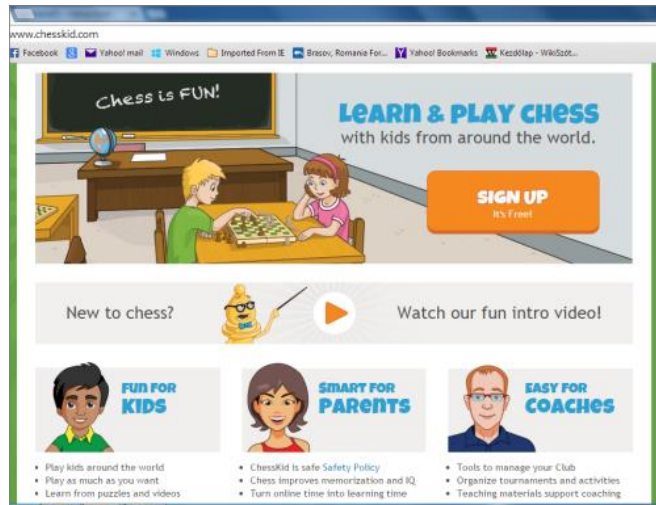 www.chesskid.com
Facebook Yahoo! mail Windows Imported From IE Brasov, Romania For... Yahoo! Bookmarks Kezdőlap - WikiSzót...
Chess is FUN!
LEARN & PLAY CHESS
with kids from around the world.
SIGN UP
It's Free!
New to chess? Watch our fun intro video!
FUN FOR
KIDS
SMART FOR
PARENTS
EASY FOR
COACHES
Play kids around the world
Play as much as you want
Learn from puzzles and videos
ChessKid is safe Safety Policy
Chess improves memorization and IQ
Turn online time into learning time
Tools to manage your Club
Organize tournaments and activities
Teaching materials support coaching